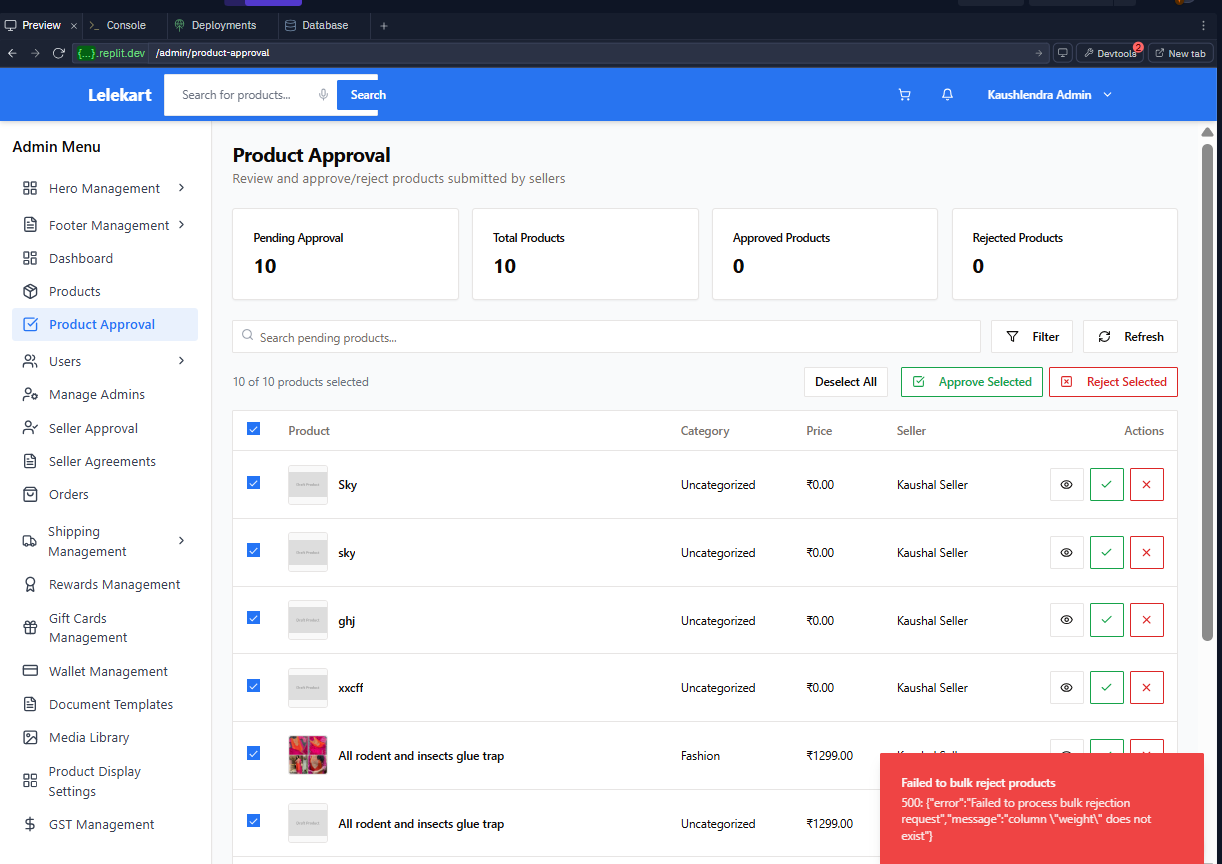 Preview
Console
Deployments
Database
{...}.replit.dev /admin/product-approval
Devtools 2
New tab
Lelekart
Search for products...
Search
Kaushlendra Admin
Admin Menu
Hero Management
Footer Management
Dashboard
Products
Product Approval
Users
Manage Admins
Seller Approval
Seller Agreements
Orders
Shipping
Management
Rewards Management
Gift Cards
Management
Wallet Management
Document Templates
Media Library
Product Display
Settings
GST Management
Product Approval
Review and approve/reject products submitted by sellers
Pending Approval
10
Total Products
10
Approved Products
0
Rejected Products
0
Search pending products...
Filter
Refresh
10 of 10 products selected
Deselect All
Approve Selected
Reject Selected
Product Category Price Seller Actions
Sky Uncategorized ₹0.00 Kaushal Seller
sky Uncategorized ₹0.00 Kaushal Seller
ghj Uncategorized ₹0.00 Kaushal Seller
xxcff Uncategorized ₹0.00 Kaushal Seller
All rodent and insects glue trap Fashion ₹1299.00
All rodent and insects glue trap Uncategorized ₹1299.00
Failed to bulk reject products
500: {"error":"Failed to process bulk rejection
request","message":"column \"weight\" does not
exist"}